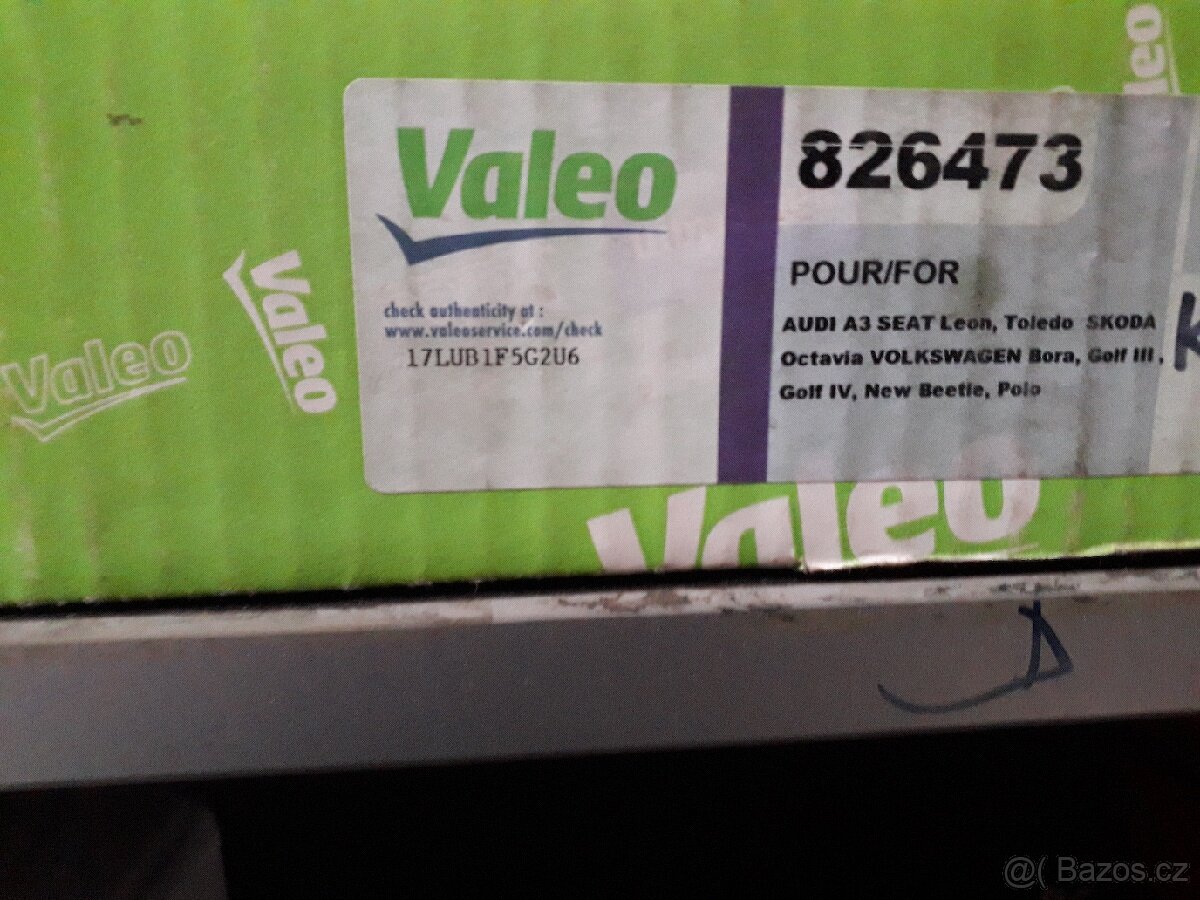 Valeo
826473
POUR/FOR
AUDI A3 SEAT Leon, Toledo SKODA
Octavia VOLKSWAGEN Bora, Golf III,
Golf IV, New Beetle, Polo
check authenticity at :
www.valeoservice.com/check
17LUB1F5G2U6
Valeo
Valeo
Valeo
@( Bazos.cz